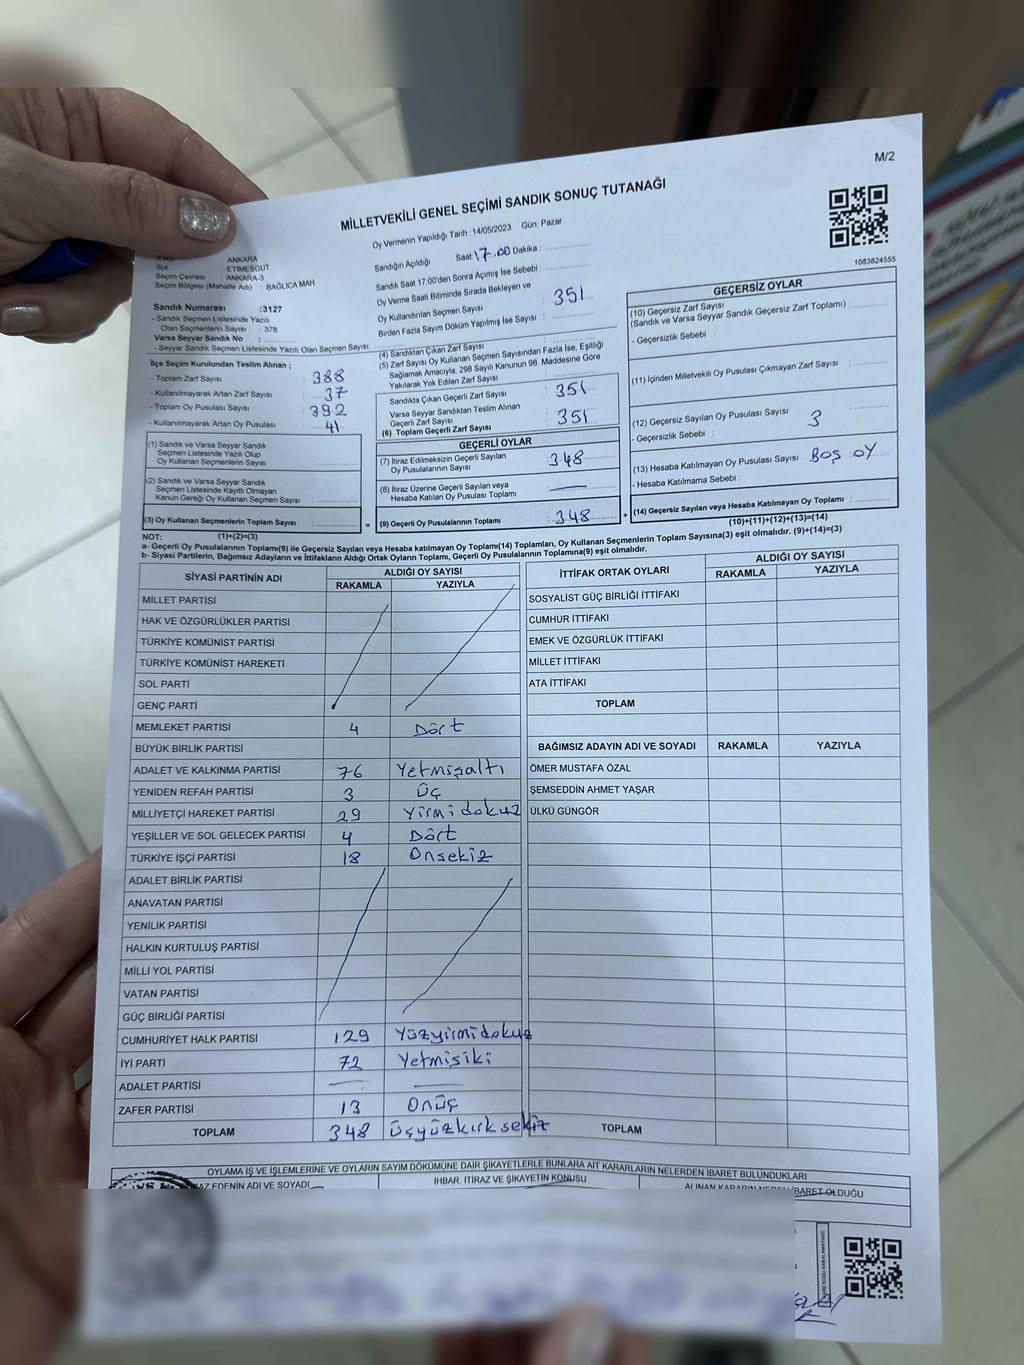 M/2
MİLLETVEKİLİ GENEL SEÇİMİ SANDIK SONUÇ TUTANAĞI
Oy Vermenin Yapıldığı Tarih : 14/05/2023 Gün: Pazar
1083824555
ANKARA
İlçe ETIMESGUT
Seçim Çevresi : ANKARA-3
Seçim Bölgesi (Mahalle Adı) : BAĞLICA MAH
Sandık Numarası :3127
- Sandık Seçmen Listesinde Yazılı
Olan Seçmenlerin Sayısı : 378
Varsa Seyyar Sandık No :
- Seyyar Sandık Seçmen Listesinde Yazılı Olan Seçmen Sayısı
Sandığın Açıldığı Saat: 17.00 Dakika :
Sandık Saat 17.00'den Sonra Açılmış İse Sebebi :
Oy Verme Saati Bitiminde Sırada Bekleyen ve
Oy Kullandırılan Seçmen Sayısı : 351
Birden Fazla Sayım Döküm Yapılmış İse Sayısı :
İlçe Seçim Kurulundan Teslim Alınan ;
- Toplam Zarf Sayısı : 388
- Kullanılmayarak Artan Zarf Sayısı : 37
- Toplam Oy Pusulası Sayısı : 392
- Kullanılmayarak Artan Oy Pusulası : 41
(1) Sandık ve Varsa Seyyar Sandık
Seçmen Listesinde Yazılı Olup
Oy Kullanan Seçmenlerin Sayısı :
(2) Sandık ve Varsa Seyyar Sandık
Seçmen Listesinde Kayıtlı Olmayan
Kanun Gereği Oy Kullanan Seçmen Sayısı :
(3) Oy Kullanan Seçmenlerin Toplam Sayısı :
(1)+(2)=(3)
(4) Sandıktan Çıkan Zarf Sayısı
(5) Zarf Sayısı Oy Kullanan Seçmen Sayısından Fazla İse, Eşitliği
Sağlamak Amacıyla, 298 Sayılı Kanunun 98. Maddesine Göre
Yakılarak Yok Edilen Zarf Sayısı
Sandıkta Çıkan Geçerli Zarf Sayısı : 351
Varsa Seyyar Sandıktan Teslim Alınan
Geçerli Zarf Sayısı
(6) Toplam Geçerli Zarf Sayısı : 351
GEÇERLİ OYLAR
(7) İtiraz Edilmeksizin Geçerli Sayılan
Oy Pusulalarının Sayısı : 348
(8) İtiraz Üzerine Geçerli Sayılan veya
Hesaba Katılan Oy Pusulası Toplamı :
= (9) Geçerli Oy Pusulalarının Toplamı : 348 +
GEÇERSİZ OYLAR
(10) Geçersiz Zarf Sayısı
(Sandık ve Varsa Seyyar Sandık Geçersiz Zarf Toplamı) :
- Geçersizlik Sebebi :
(11) İçinden Milletvekili Oy Pusulası Çıkmayan Zarf Sayısı :
(12) Geçersiz Sayılan Oy Pusulası Sayısı : 3
- Geçersizlik Sebebi :
(13) Hesaba Katılmayan Oy Pusulası Sayısı : Boş OY
- Hesaba Katılmama Sebebi :
(14) Geçersiz Sayılan veya Hesaba Katılmayan Oy Toplamı :
(10)+(11)+(12)+(13)=(14)
NOT:
a- Geçerli Oy Pusulalarının Toplamı(9) ile Geçersiz Sayılan veya Hesaba katılmayan Oy Toplamı(14) Toplamları, Oy Kullanan Seçmenlerin Toplam Sayısına(3) eşit olmalıdır. (9)+(14)=(3)
b- Siyasi Partilerin, Bağımsız Adayların ve İttifakların Aldığı Ortak Oyların Toplamı, Geçerli Oy Pusulalarının Toplamına(9) eşit olmalıdır.
SİYASİ PARTİNİN ADI ALDIĞI OY SAYISI
RAKAMLA YAZIYLA
MİLLET PARTİSİ
HAK VE ÖZGÜRLÜKLER PARTİSİ
TÜRKİYE KOMÜNİST PARTİSİ
TÜRKİYE KOMÜNİST HAREKETİ
SOL PARTİ
GENÇ PARTİ
MEMLEKET PARTİSİ 4 Dört
BÜYÜK BİRLİK PARTİSİ
ADALET VE KALKINMA PARTİSİ 76 Yetmişaltı
YENİDEN REFAH PARTİSİ 3 Üç
MİLLİYETÇİ HAREKET PARTİSİ 29 Yirmidokuz
YEŞİLLER VE SOL GELECEK PARTİSİ 4 Dört
TÜRKİYE İŞÇİ PARTİSİ 18 Onsekiz
ADALET BİRLİK PARTİSİ
ANAVATAN PARTİSİ
YENİLİK PARTİSİ
HALKIN KURTULUŞ PARTİSİ
MİLLİ YOL PARTİSİ
VATAN PARTİSİ
GÜÇ BİRLİĞİ PARTİSİ
CUMHURİYET HALK PARTİSİ 129 Yüzyirmidokuz
İYİ PARTİ 72 Yetmişiki
ADALET PARTİSİ
ZAFER PARTİSİ 13 Onüç
TOPLAM 348 Üçyüzkırksekiz
İTTİFAK ORTAK OYLARI ALDIĞI OY SAYISI
RAKAMLA YAZIYLA
SOSYALİST GÜÇ BİRLİĞİ İTTİFAKI
CUMHUR İTTİFAKI
EMEK VE ÖZGÜRLÜK İTTİFAKI
MİLLET İTTİFAKI
ATA İTTİFAKI
TOPLAM
BAĞIMSIZ ADAYIN ADI VE SOYADI RAKAMLA YAZIYLA
ÖMER MUSTAFA ÖZAL
ŞEMSEDDİN AHMET YAŞAR
ÜLKÜ GÜNGÖR
TOPLAM
OYLAMA İŞ VE İŞLEMLERİNE VE OYLARIN SAYIM DÖKÜMÜNE DAİR ŞİKAYETLERLE BUNLARA AİT KARARLARIN NELERDEN İBARET BULUNDUKLARI
EDENİN ADI VE SOYADI İHBAR, İTİRAZ VE ŞİKAYETİN KONUSU ALINAN KARARIN NEDEN İBARET OLDUĞU